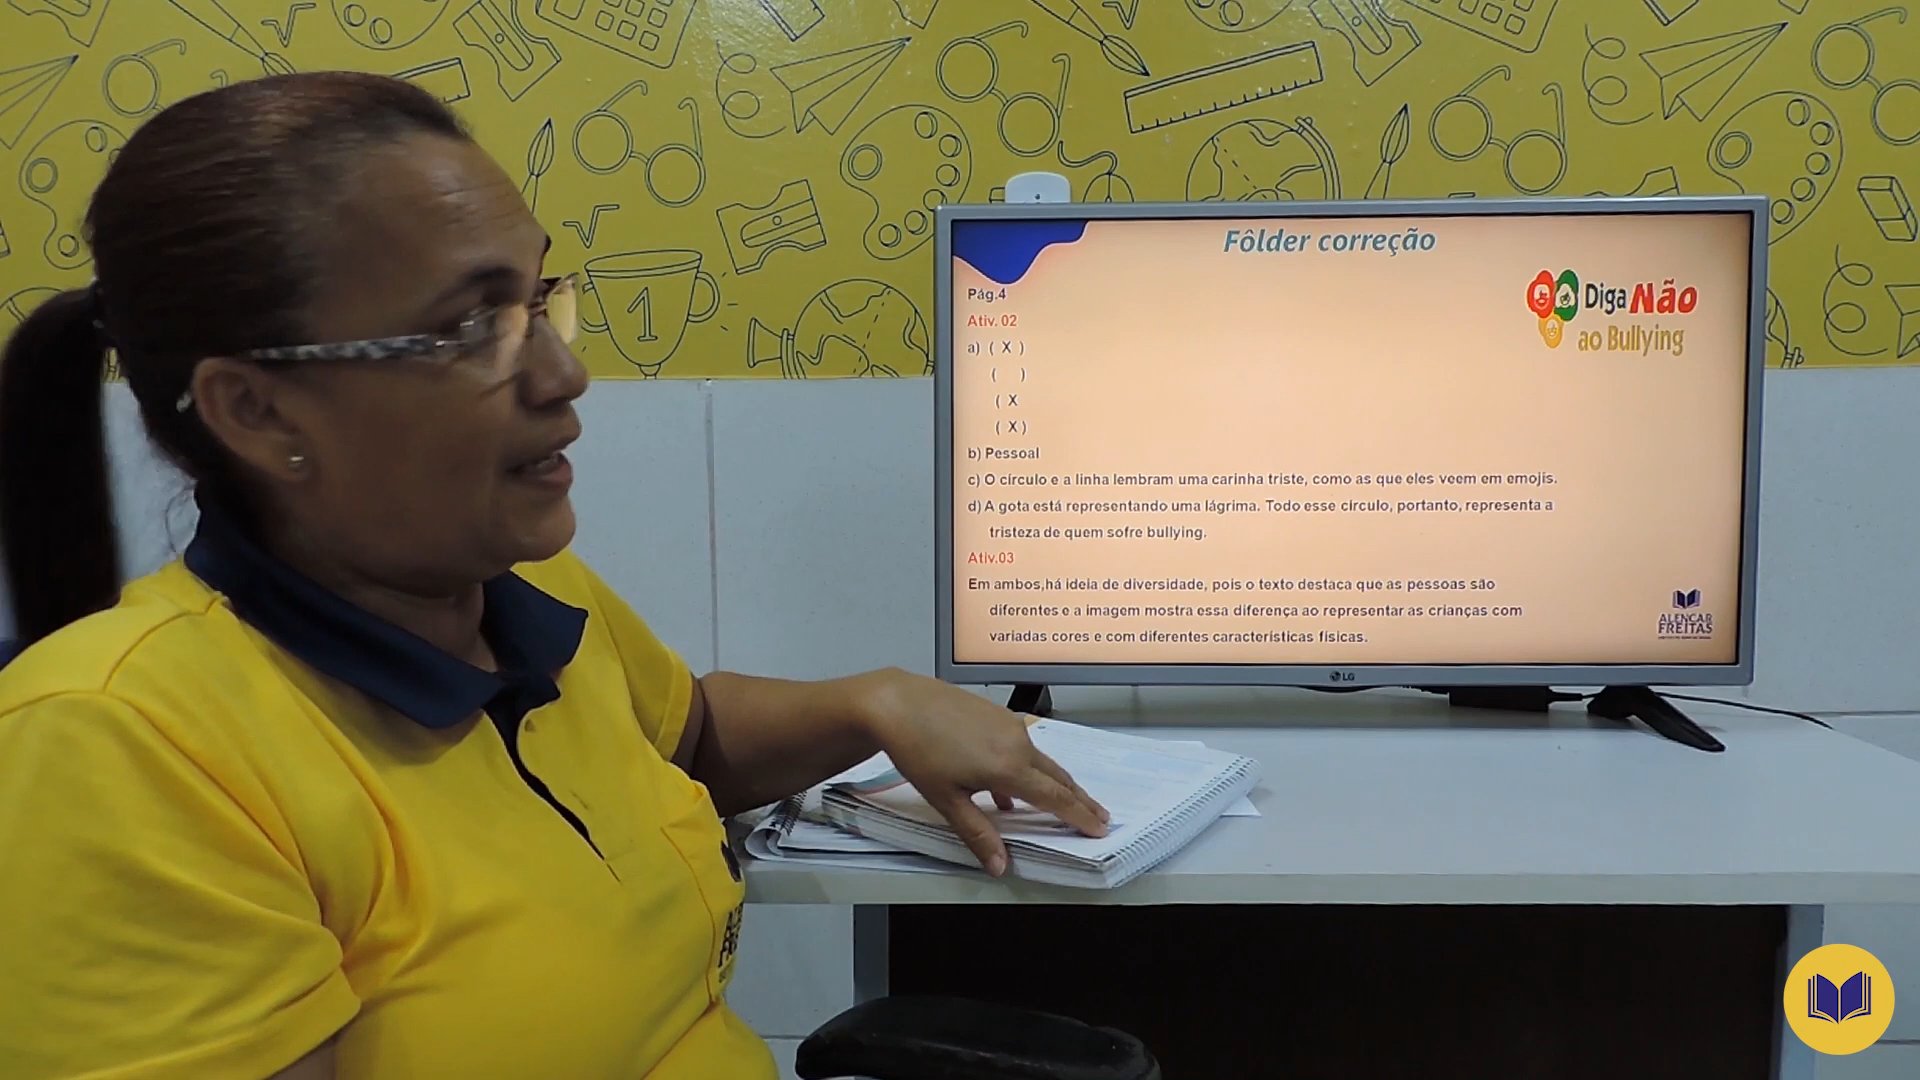 1
Fôlder correção
Diga Não
ao Bullying
Pág.4
Ativ. 02
a) ( X )
( )
( X
( X )
b) Pessoal
c) O círculo e a linha lembram uma carinha triste, como as que eles veem em emojis.
d) A gota está representando uma lágrima. Todo esse círculo, portanto, representa a
tristeza de quem sofre bullying.
Ativ.03
Em ambos,há ideia de diversidade, pois o texto destaca que as pessoas são
diferentes e a imagem mostra essa diferença ao representar as crianças com
variadas cores e com diferentes características físicas.
ALENCAR
FREITAS
LG